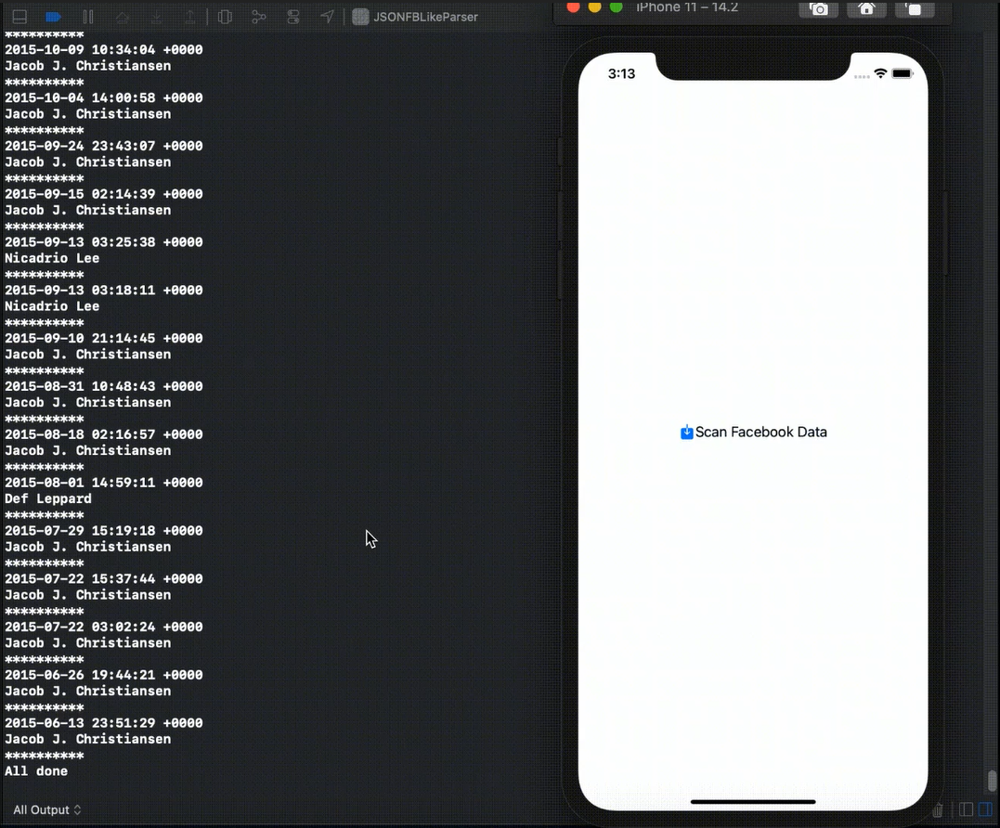 JSONFBLikeParser
**********
2015-10-09 10:34:04 +0000
Jacob J. Christiansen
**********
2015-10-04 14:00:58 +0000
Jacob J. Christiansen
**********
2015-09-24 23:43:07 +0000
Jacob J. Christiansen
**********
2015-09-15 02:14:39 +0000
Jacob J. Christiansen
**********
2015-09-13 03:25:38 +0000
Nicadrio Lee
**********
2015-09-13 03:18:11 +0000
Nicadrio Lee
**********
2015-09-10 21:14:45 +0000
Jacob J. Christiansen
**********
2015-08-31 10:48:43 +0000
Jacob J. Christiansen
**********
2015-08-18 02:16:57 +0000
Jacob J. Christiansen
**********
2015-08-01 14:59:11 +0000
Def Leppard
**********
2015-07-29 15:19:18 +0000
Jacob J. Christiansen
**********
2015-07-22 15:37:44 +0000
Jacob J. Christiansen
**********
2015-07-22 03:02:24 +0000
Jacob J. Christiansen
**********
2015-06-26 19:44:21 +0000
Jacob J. Christiansen
**********
2015-06-13 23:51:29 +0000
Jacob J. Christiansen
**********
All done
All Output
iPhone 11 – 14.2
3:13
Scan Facebook Data